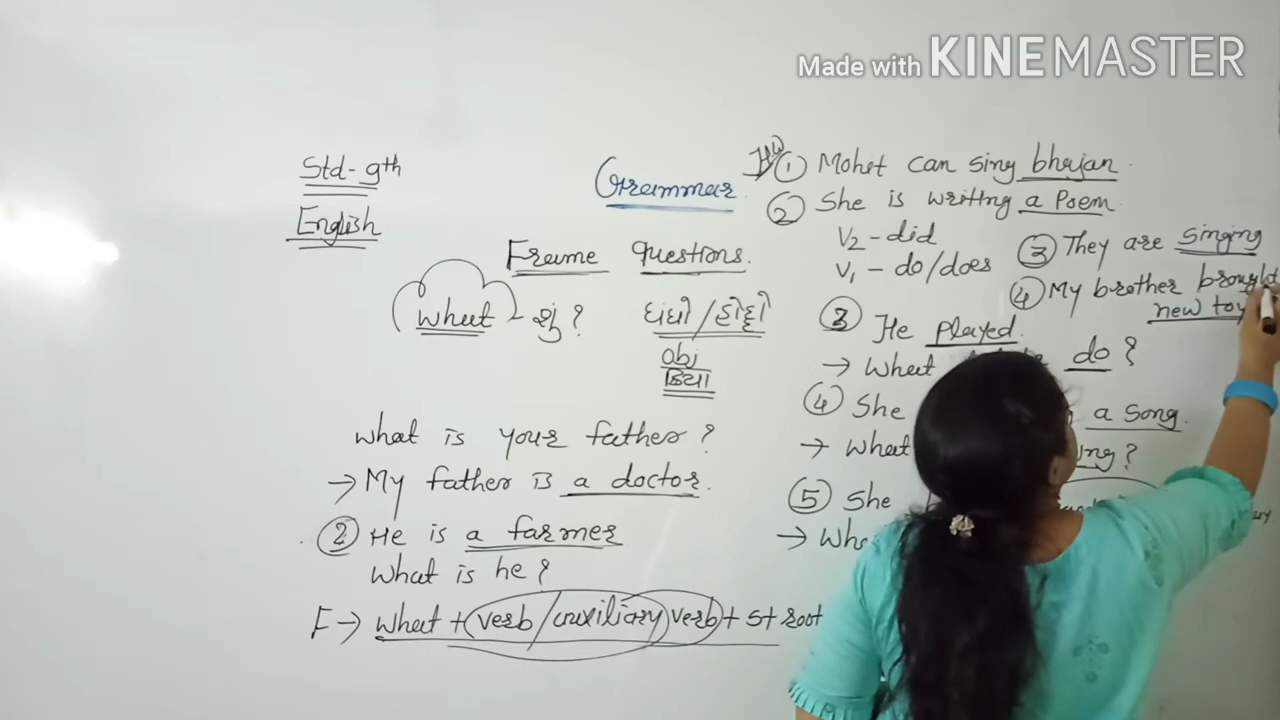 Made with KINEMASTER
Std-9th
English
Grammar.
Frame Questions.
What - શું?
ધંધો/હોદ્દો
Obj
ક્રિયા
What is your father?
→ My father is a doctor.
② He is a farmer
What is he?
F → What + (verb/auxiliary verb) + S + root
HW ① Mohit can sing bhajan.
② She is writing a Poem.
V2 - did
V1 - do/does
③ They are singing
④ My brother brought
new toy
③ He played.
→ What do?
④ She a song.
→ What
⑤ She
→